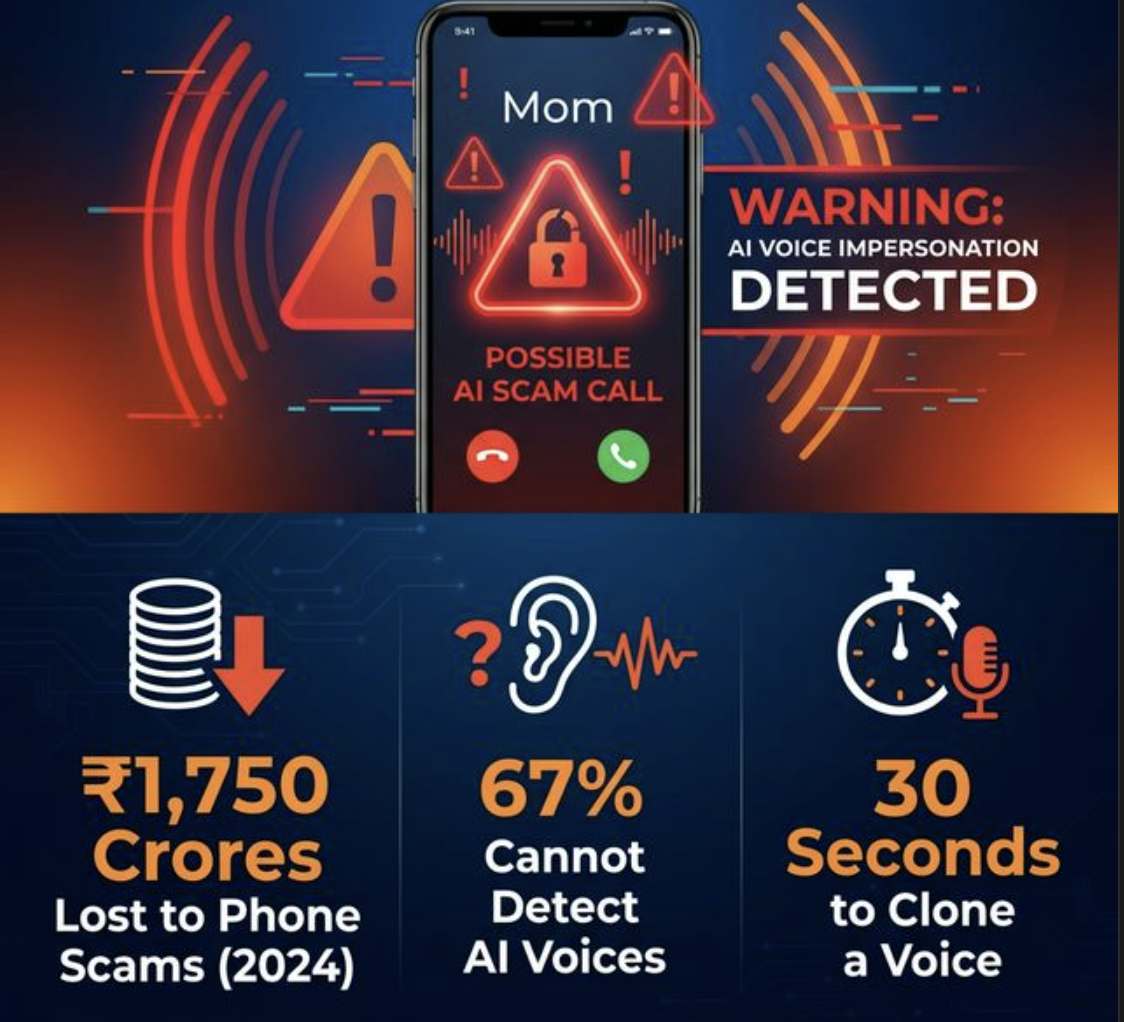 9:41
Mom
POSSIBLE
AI SCAM CALL
WARNING:
AI VOICE IMPERSONATION
DETECTED
₹1,750
Crores
Lost to Phone
Scams (2024)
67%
Cannot
Detect
AI Voices
30
Seconds
to Clone
a Voice